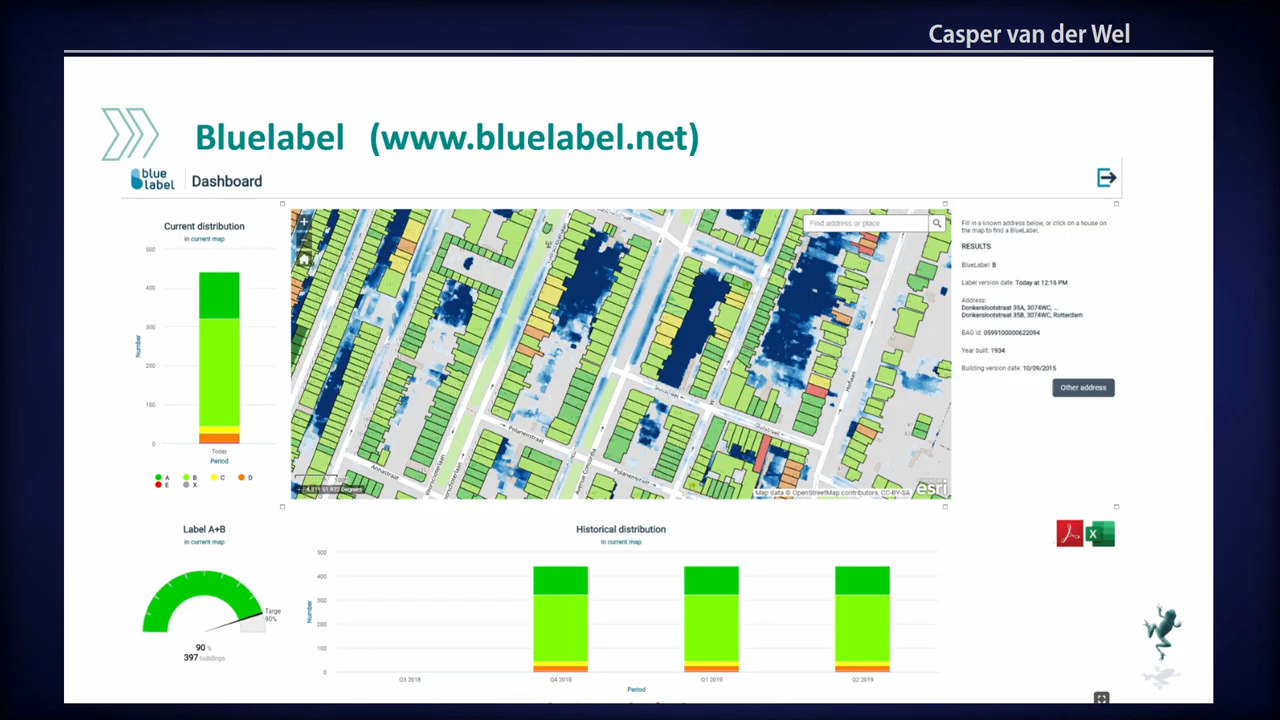 Casper van der Wel
Bluelabel (www.bluelabel.net)
blue
label
Dashboard
Current distribution
in current map
500
400
300
200
100
0
Number
Today
Period
A
B
C
D
E
X
Find address or place
Polanenstraat
Annastraat
Polanenstraat
Map data © OpenStreetMap contributors, CC-BY-SA
esri
Fill in a known address below, or click on a house on
the map to find a BlueLabel.
RESULTS
BlueLabel: B
Label version date: Today at 12:16 PM
Address:
Donkerslootstraat 35A, 3074WC, ...
Donkerslootstraat 35B, 3074WC, Rotterdam
BAG id: 0599100000622094
Year built: 1934
Building version date: 10/09/2015
Other address
Label A+B
in current map
Targe
90%
90 %
397 buildings
Historical distribution
in current map
500
400
300
200
100
0
Number
Q3 2018
Q4 2018
Q1 2019
Q2 2019
Period